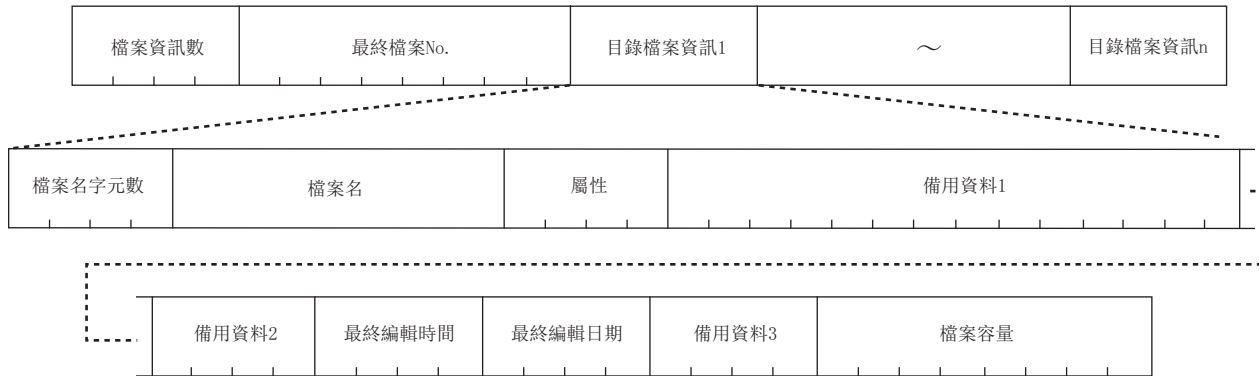 檔案資訊數 最終檔案No. 目錄檔案資訊1 ～ 目錄檔案資訊n
檔案名字元數 檔案名 屬性 備用資料1
備用資料2 最終編輯時間 最終編輯日期 備用資料3 檔案容量